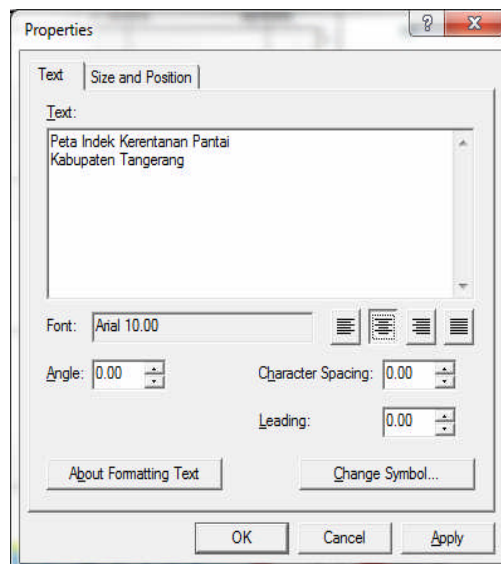 Properties
Text
Size and Position
Text:
Peta Indek Kerentanan Pantai
Kabupaten Tangerang
Font: Arial 10.00
Angle: 0.00
Character Spacing: 0.00
Leading: 0.00
About Formatting Text
Change Symbol...
OK
Cancel
Apply